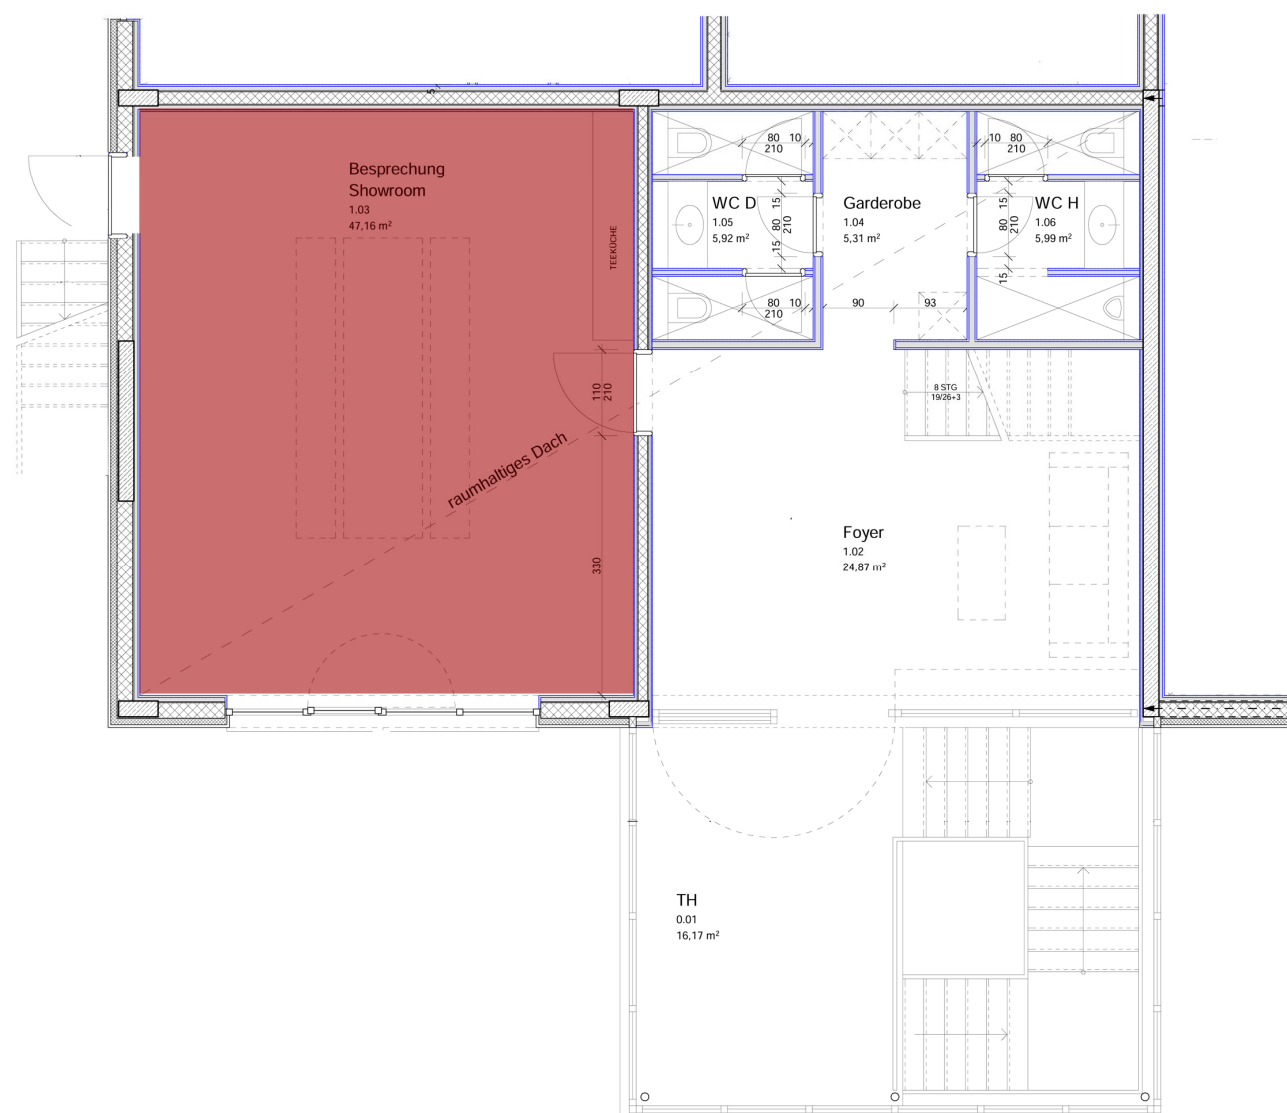 5
Besprechung
Showroom
1.03
47,16 m²
TEEKÜCHE
110
210
330
raumhaltiges Dach
80 10
210
WC D
1.05
5,92 m²
15 80 15
210
80 10
210
Garderobe
1.04
5,31 m²
90
93
10 80
210
WC H
1.06
5,99 m²
15
80
210
15
8 STG
19/26+3
Foyer
1.02
24,87 m²
TH
0.01
16,17 m²